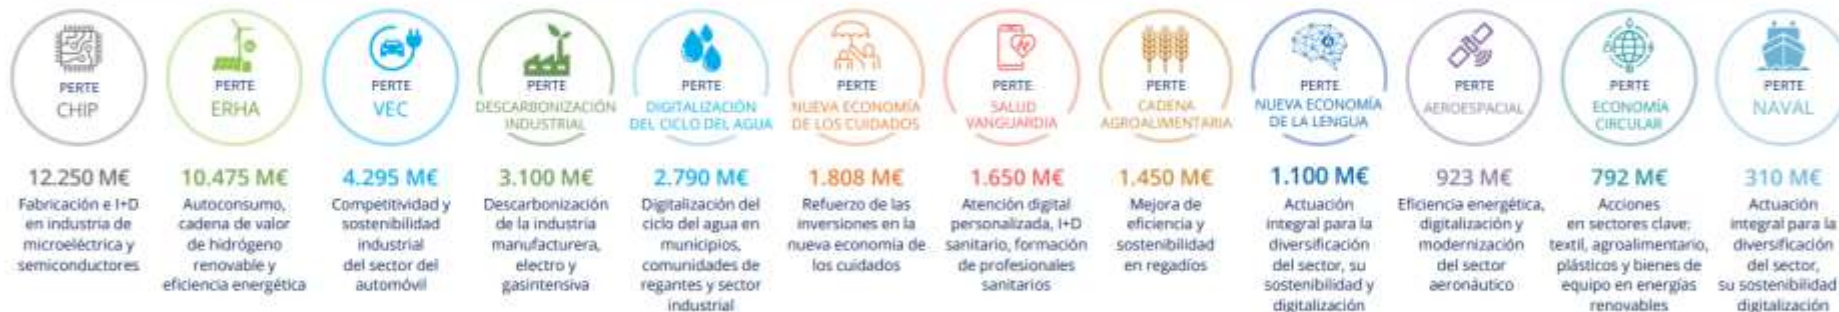 PERTE
CHIP
12.250 M€
Fabricación e I+D
en industria de
microeléctrica y
semiconductores
PERTE
ERHA
10.475 M€
Autoconsumo,
cadena de valor
de hidrógeno
renovable y
eficiencia energética
PERTE
VEC
4.295 M€
Competitividad y
sostenibilidad
industrial
del sector del
automóvil
PERTE
DESCARBONIZACIÓN
INDUSTRIAL
3.100 M€
Descarbonización
de la industria
manufacturera,
electro y
gasintensiva
PERTE
DIGITALIZACIÓN
DEL CICLO DEL AGUA
2.790 M€
Digitalización del
ciclo del agua en
municipios,
comunidades de
regantes y sector
industrial
PERTE
NUEVA ECONOMÍA
DE LOS CUIDADOS
1.808 M€
Refuerzo de las
inversiones en la
nueva economía de
los cuidados
PERTE
SALUD
VANGUARDIA
1.650 M€
Atención digital
personalizada, I+D
sanitario, formación
de profesionales
sanitarios
PERTE
CADENA
AGROALIMENTARIA
1.450 M€
Mejora de
eficiencia y
sostenibilidad
en regadíos
PERTE
NUEVA ECONOMÍA
DE LA LENGUA
1.100 M€
Actuación
integral para la
diversificación
del sector, su
sostenibilidad y
digitalización
PERTE
AEROESPACIAL
923 M€
Eficiencia energética,
digitalización y
modernización
del sector
aeronáutico
PERTE
ECONOMÍA
CIRCULAR
792 M€
Acciones
en sectores clave:
textil, agroalimentario,
plásticos y bienes de
equipo en energías
renovables
PERTE
NAVAL
310 M€
Actuación
integral para la
diversificación
del sector,
su sostenibilidad
digitalización